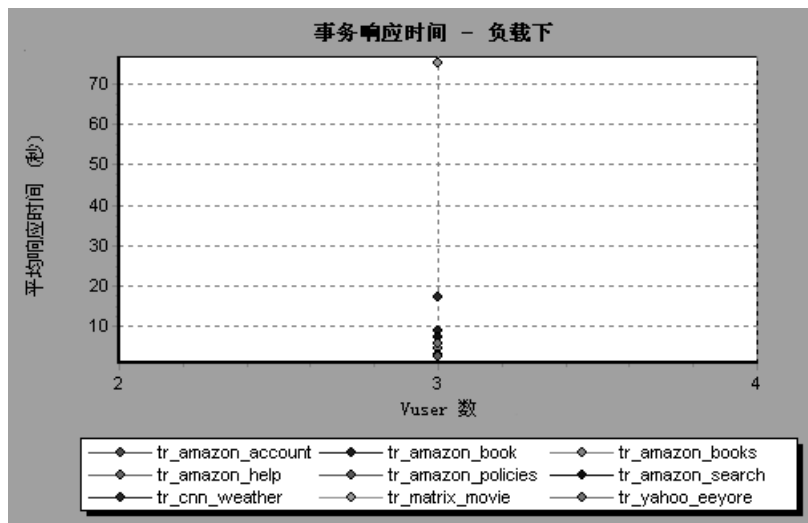 事务响应时间 - 负载下
平均响应时间 (秒)
70
60
50
40
30
20
10
2 3 4
Vuser 数
tr_amazon_account tr_amazon_book tr_amazon_books
tr_amazon_help tr_amazon_policies tr_amazon_search
tr_cnn_weather tr_matrix_movie tr_yahoo_eeyore